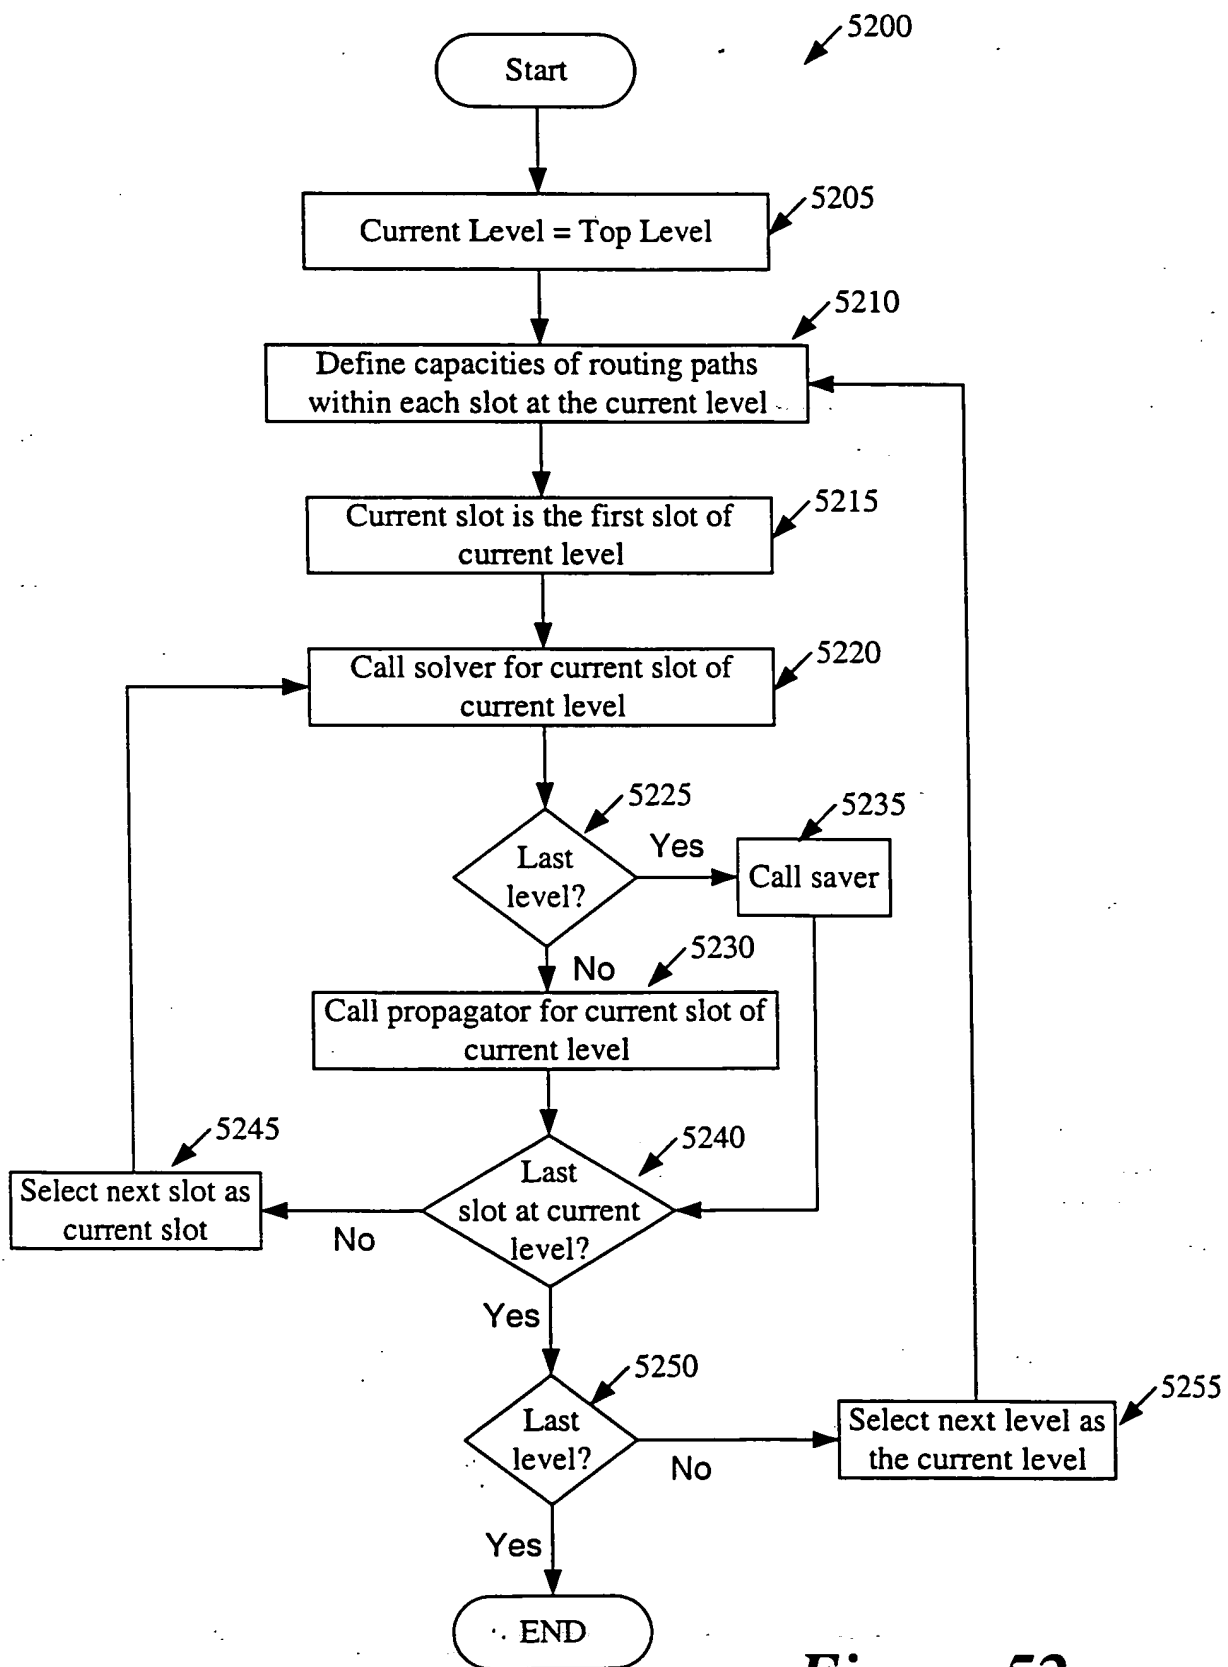 5200
Start
5205
Current Level = Top Level
5210
Define capacities of routing paths
within each slot at the current level
5215
Current slot is the first slot of
current level
5220
Call solver for current slot of
current level
5225
5235
Last
level?
Yes
Call saver
5230
No
Call propagator for current slot of
current level
5245
5240
Last
slot at current
level?
Select next slot as
current slot
No
Yes
5250
5255
Last
level?
Select next level as
the current level
No
Yes
END
Figure 52